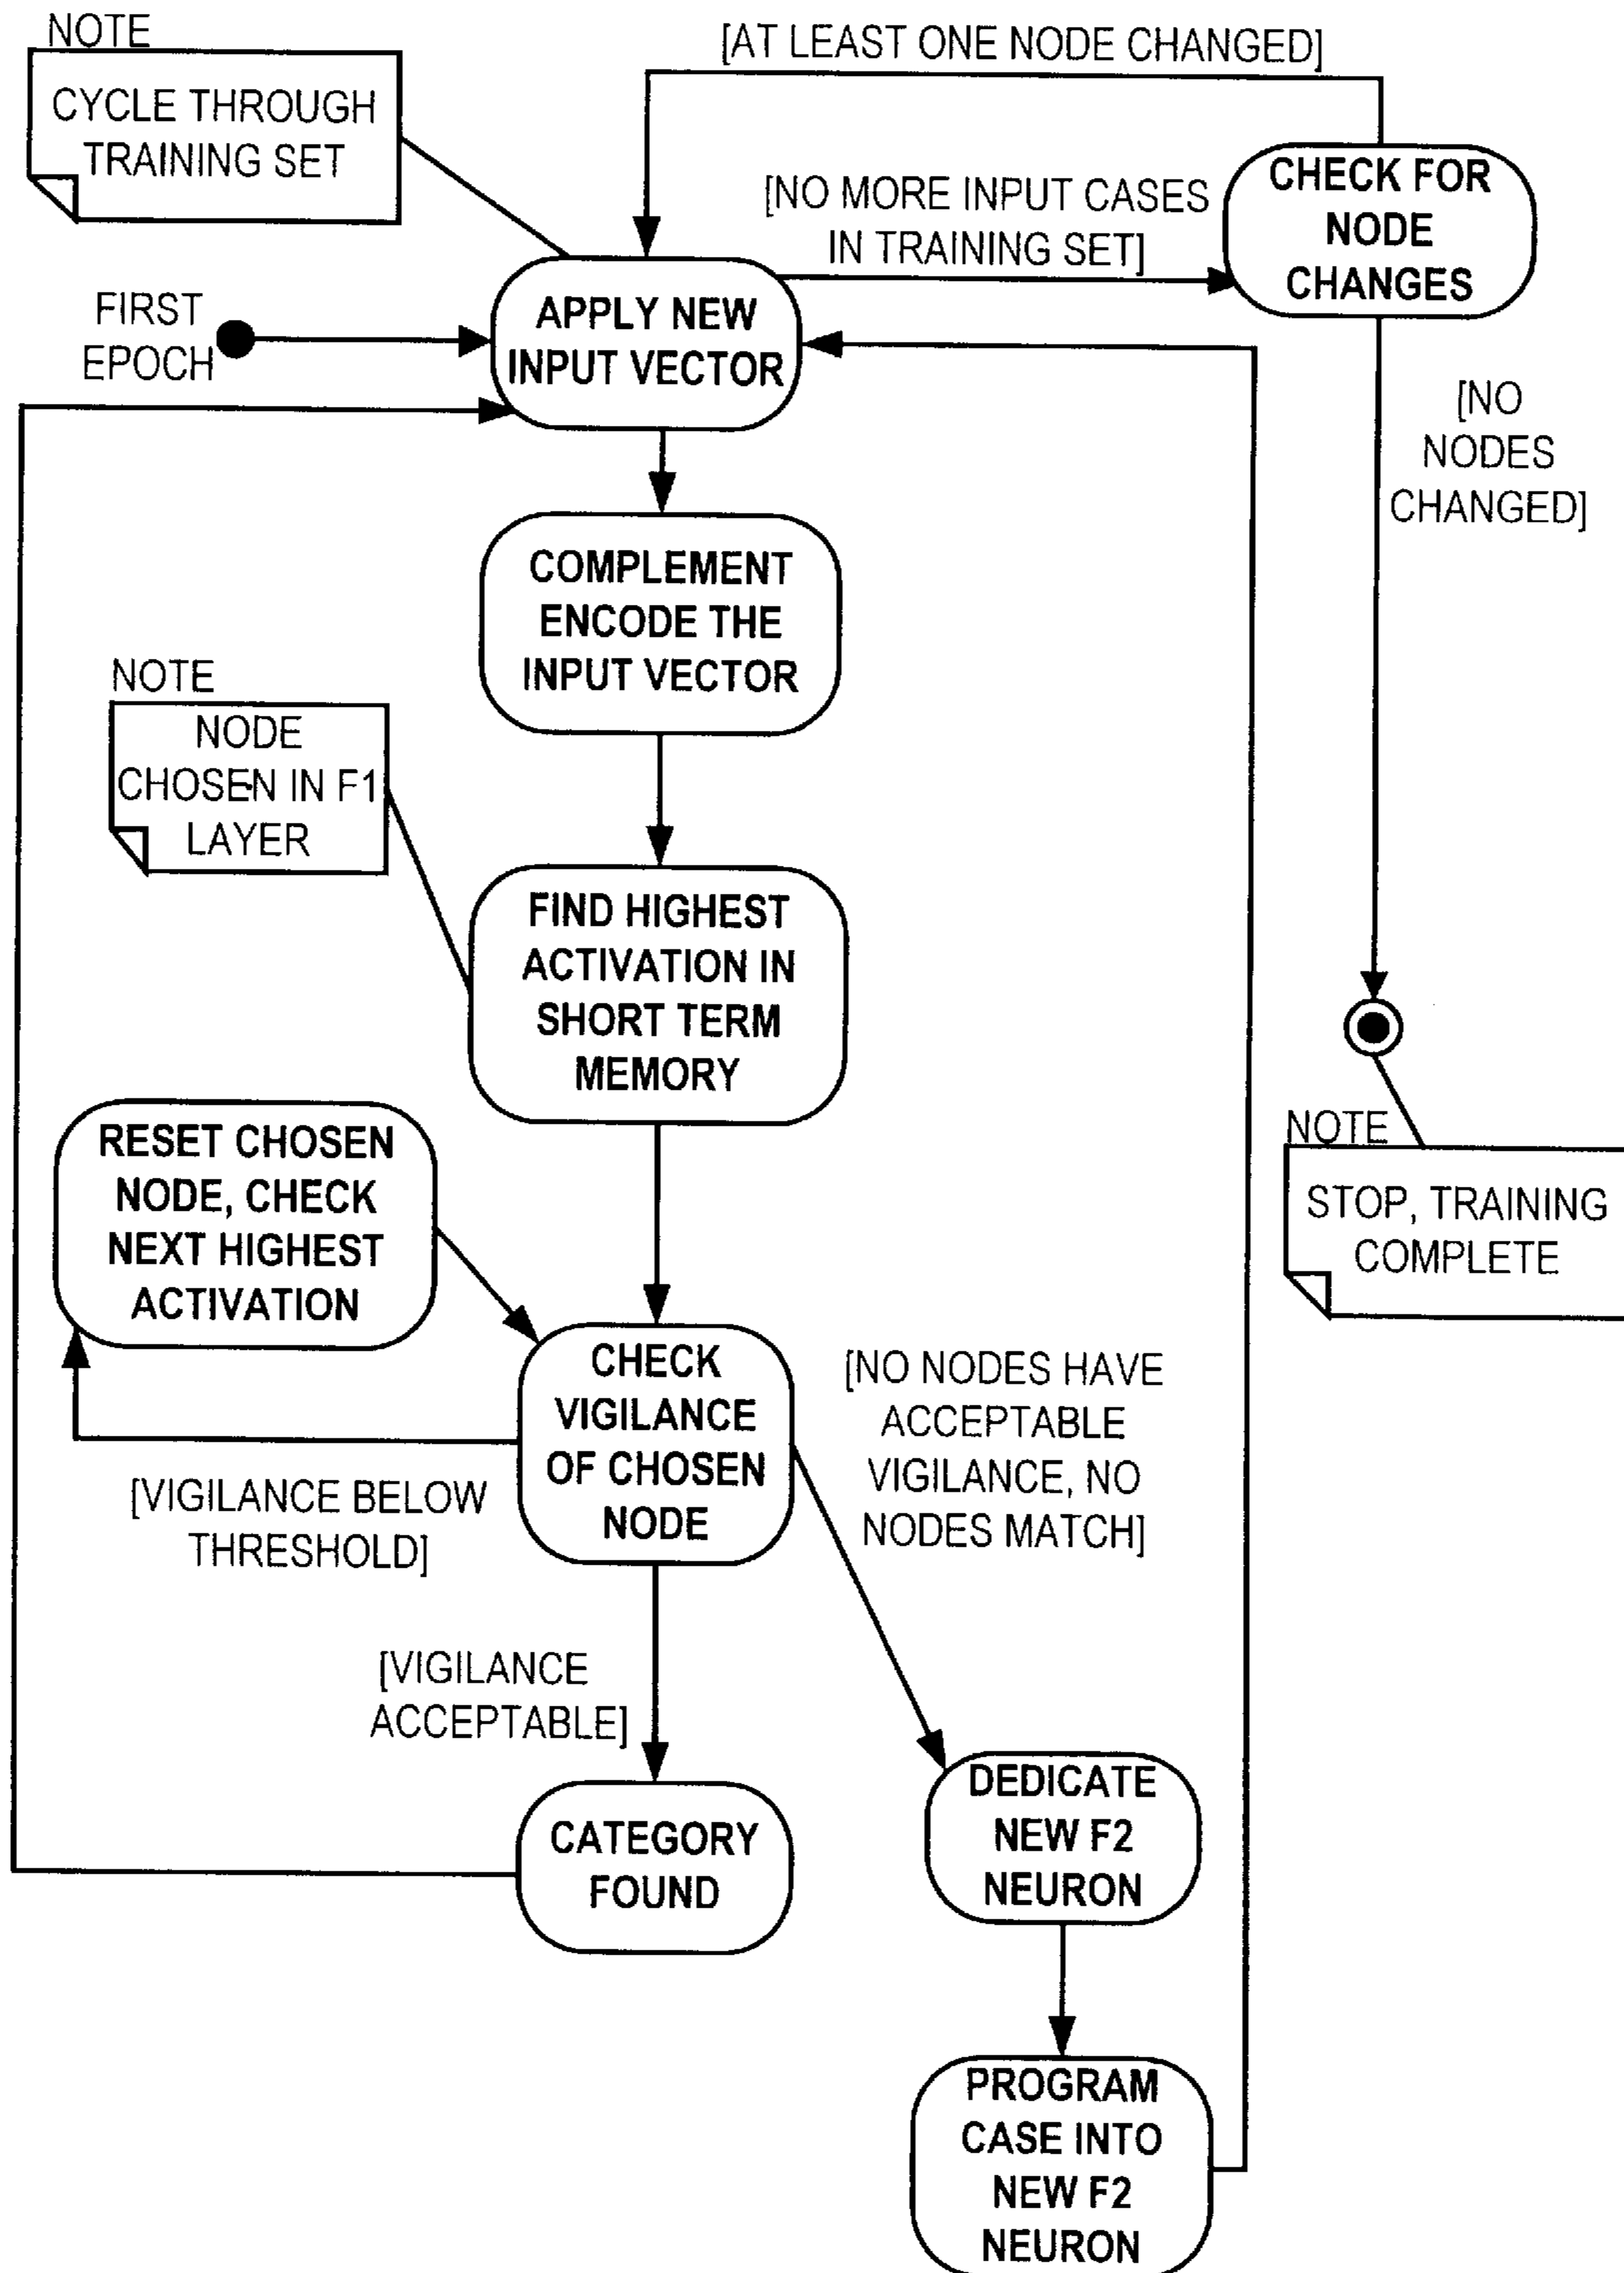 NOTE
CYCLE THROUGH
TRAINING SET
[AT LEAST ONE NODE CHANGED]
[NO MORE INPUT CASES
IN TRAINING SET]
CHECK FOR
NODE
CHANGES
FIRST
EPOCH
APPLY NEW
INPUT VECTOR
[NO
NODES
CHANGED]
COMPLEMENT
ENCODE THE
INPUT VECTOR
NOTE
NODE
CHOSEN IN F1
LAYER
FIND HIGHEST
ACTIVATION IN
SHORT TERM
MEMORY
RESET CHOSEN
NODE, CHECK
NEXT HIGHEST
ACTIVATION
NOTE
STOP, TRAINING
COMPLETE
CHECK
VIGILANCE
OF CHOSEN
NODE
[NO NODES HAVE
ACCEPTABLE
VIGILANCE, NO
NODES MATCH]
[VIGILANCE BELOW
THRESHOLD]
[VIGILANCE
ACCEPTABLE]
CATEGORY
FOUND
DEDICATE
NEW F2
NEURON
PROGRAM
CASE INTO
NEW F2
NEURON